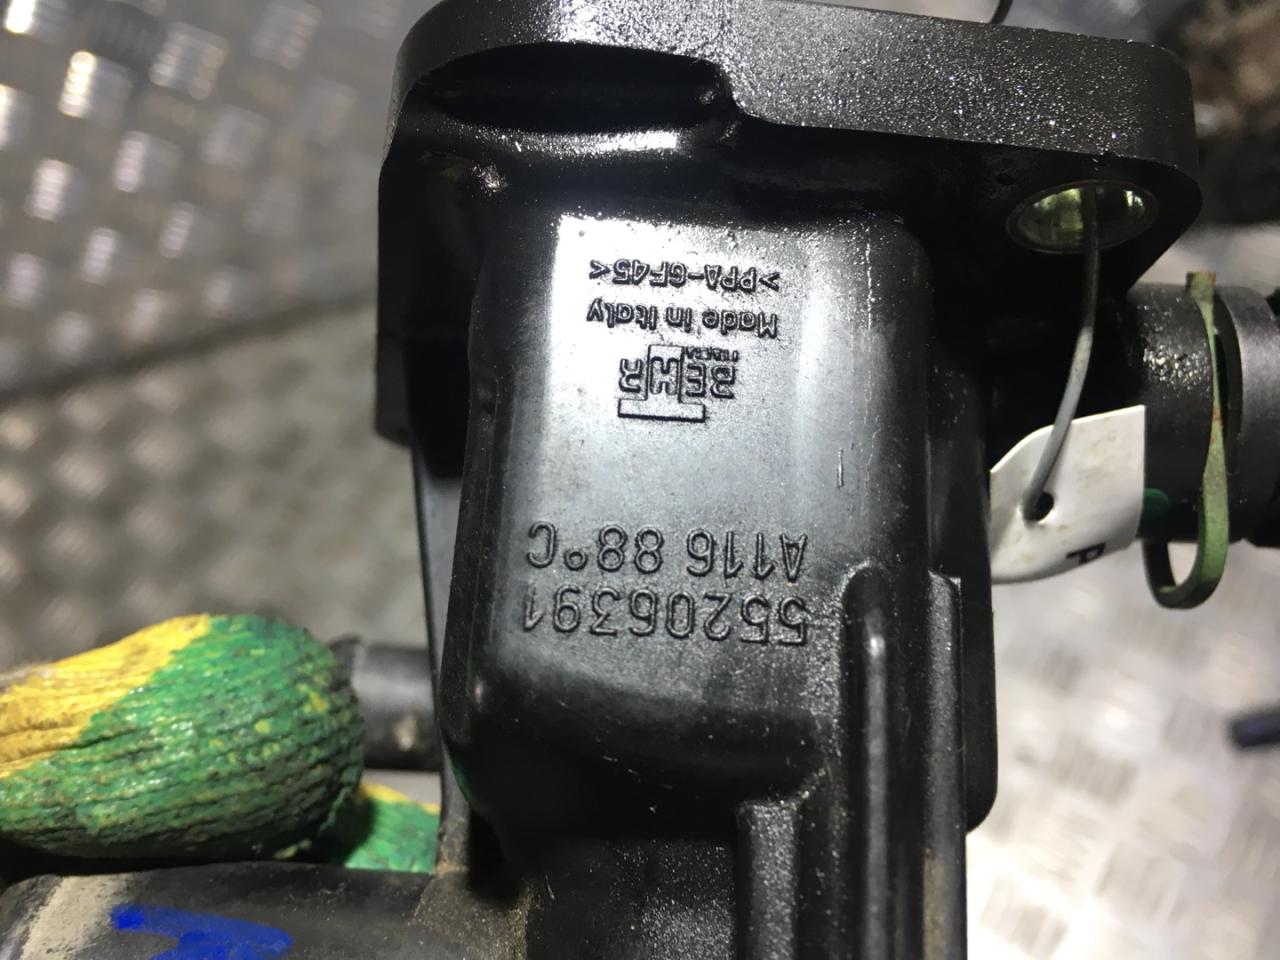 55206391
A116 88°C
BEHR
Made in Italy
>PPA-GF45<